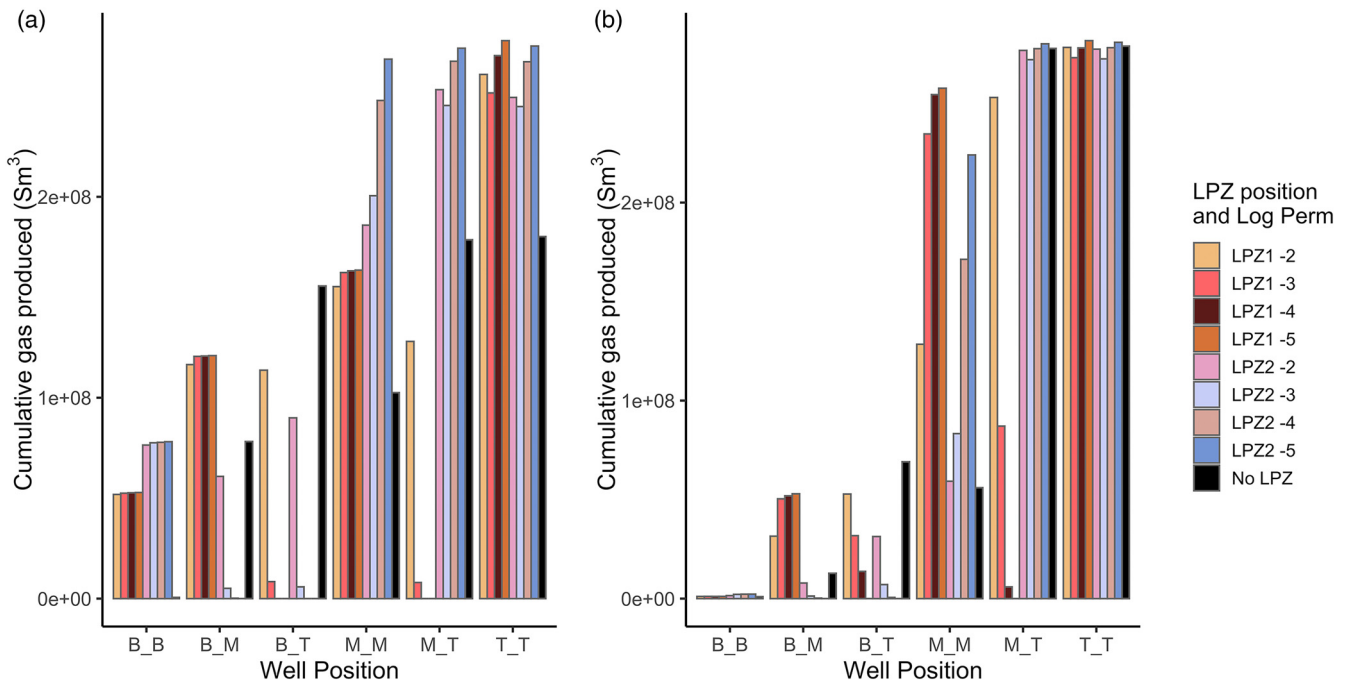 (a)
Cumulative gas produced (Sm³)
2e+08
1e+08
0e+00
B_B B_M B_T M_M M_T T_T
Well Position
(b)
Cumulative gas produced (Sm³)
2e+08
1e+08
0e+00
B_B B_M B_T M_M M_T T_T
Well Position
LPZ position
and Log Perm
LPZ1 -2
LPZ1 -3
LPZ1 -4
LPZ1 -5
LPZ2 -2
LPZ2 -3
LPZ2 -4
LPZ2 -5
No LPZ